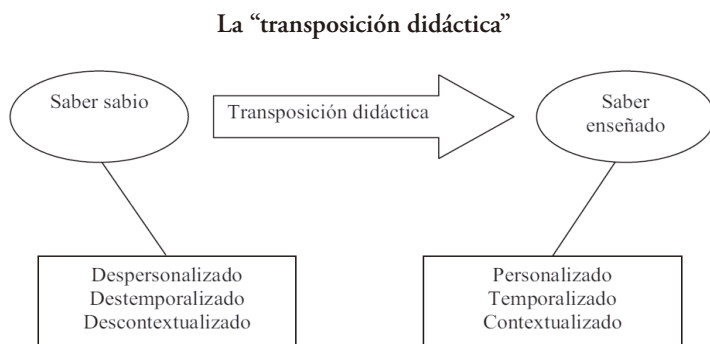 La “transposición didáctica”
Saber sabio
Transposición didáctica
Saber
enseñado
Despersonalizado
Destemporalizado
Descontextualizado
Personalizado
Temporalizado
Contextualizado